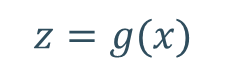 z = g(x)